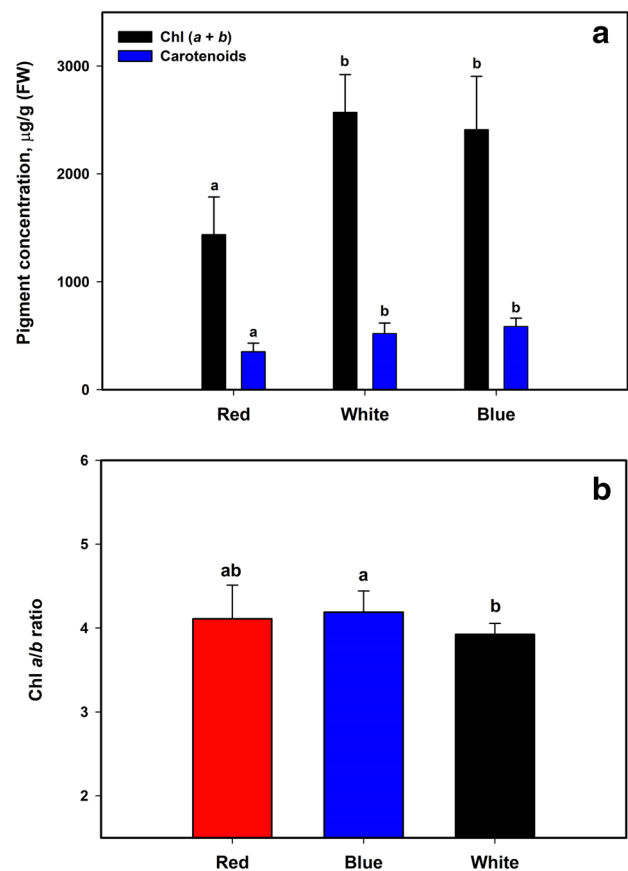 a
Chl (a + b)
Carotenoids
Pigment concentration, µg/g (FW)
3000
2000
1000
0
a
a
b
b
b
b
Red
White
Blue
b
Chl a/b ratio
6
5
4
3
2
ab
a
b
Red
Blue
White